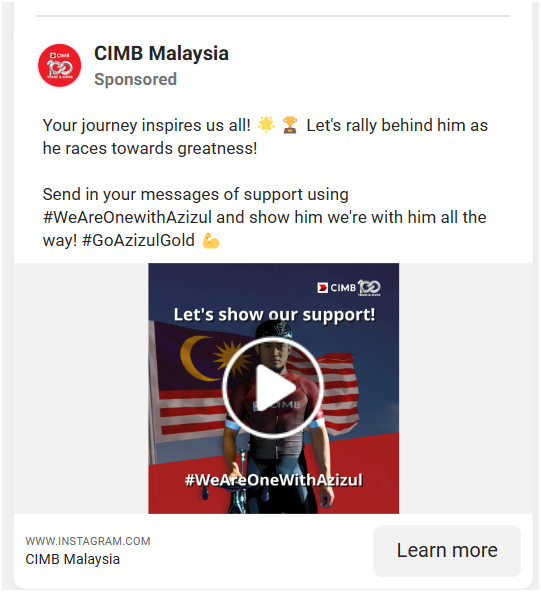 CIMB
100
YEARS & MORE
CIMB Malaysia
Sponsored
Your journey inspires us all! 🌟 🏆 Let's rally behind him as
he races towards greatness!
Send in your messages of support using
#WeAreOnewithAzizul and show him we're with him all the
way! #GoAzizulGold 💪
CIMB 100
YEARS & MORE
Let's show our support!
CIMB
#WeAreOneWithAzizul
WWW.INSTAGRAM.COM
CIMB Malaysia
Learn more